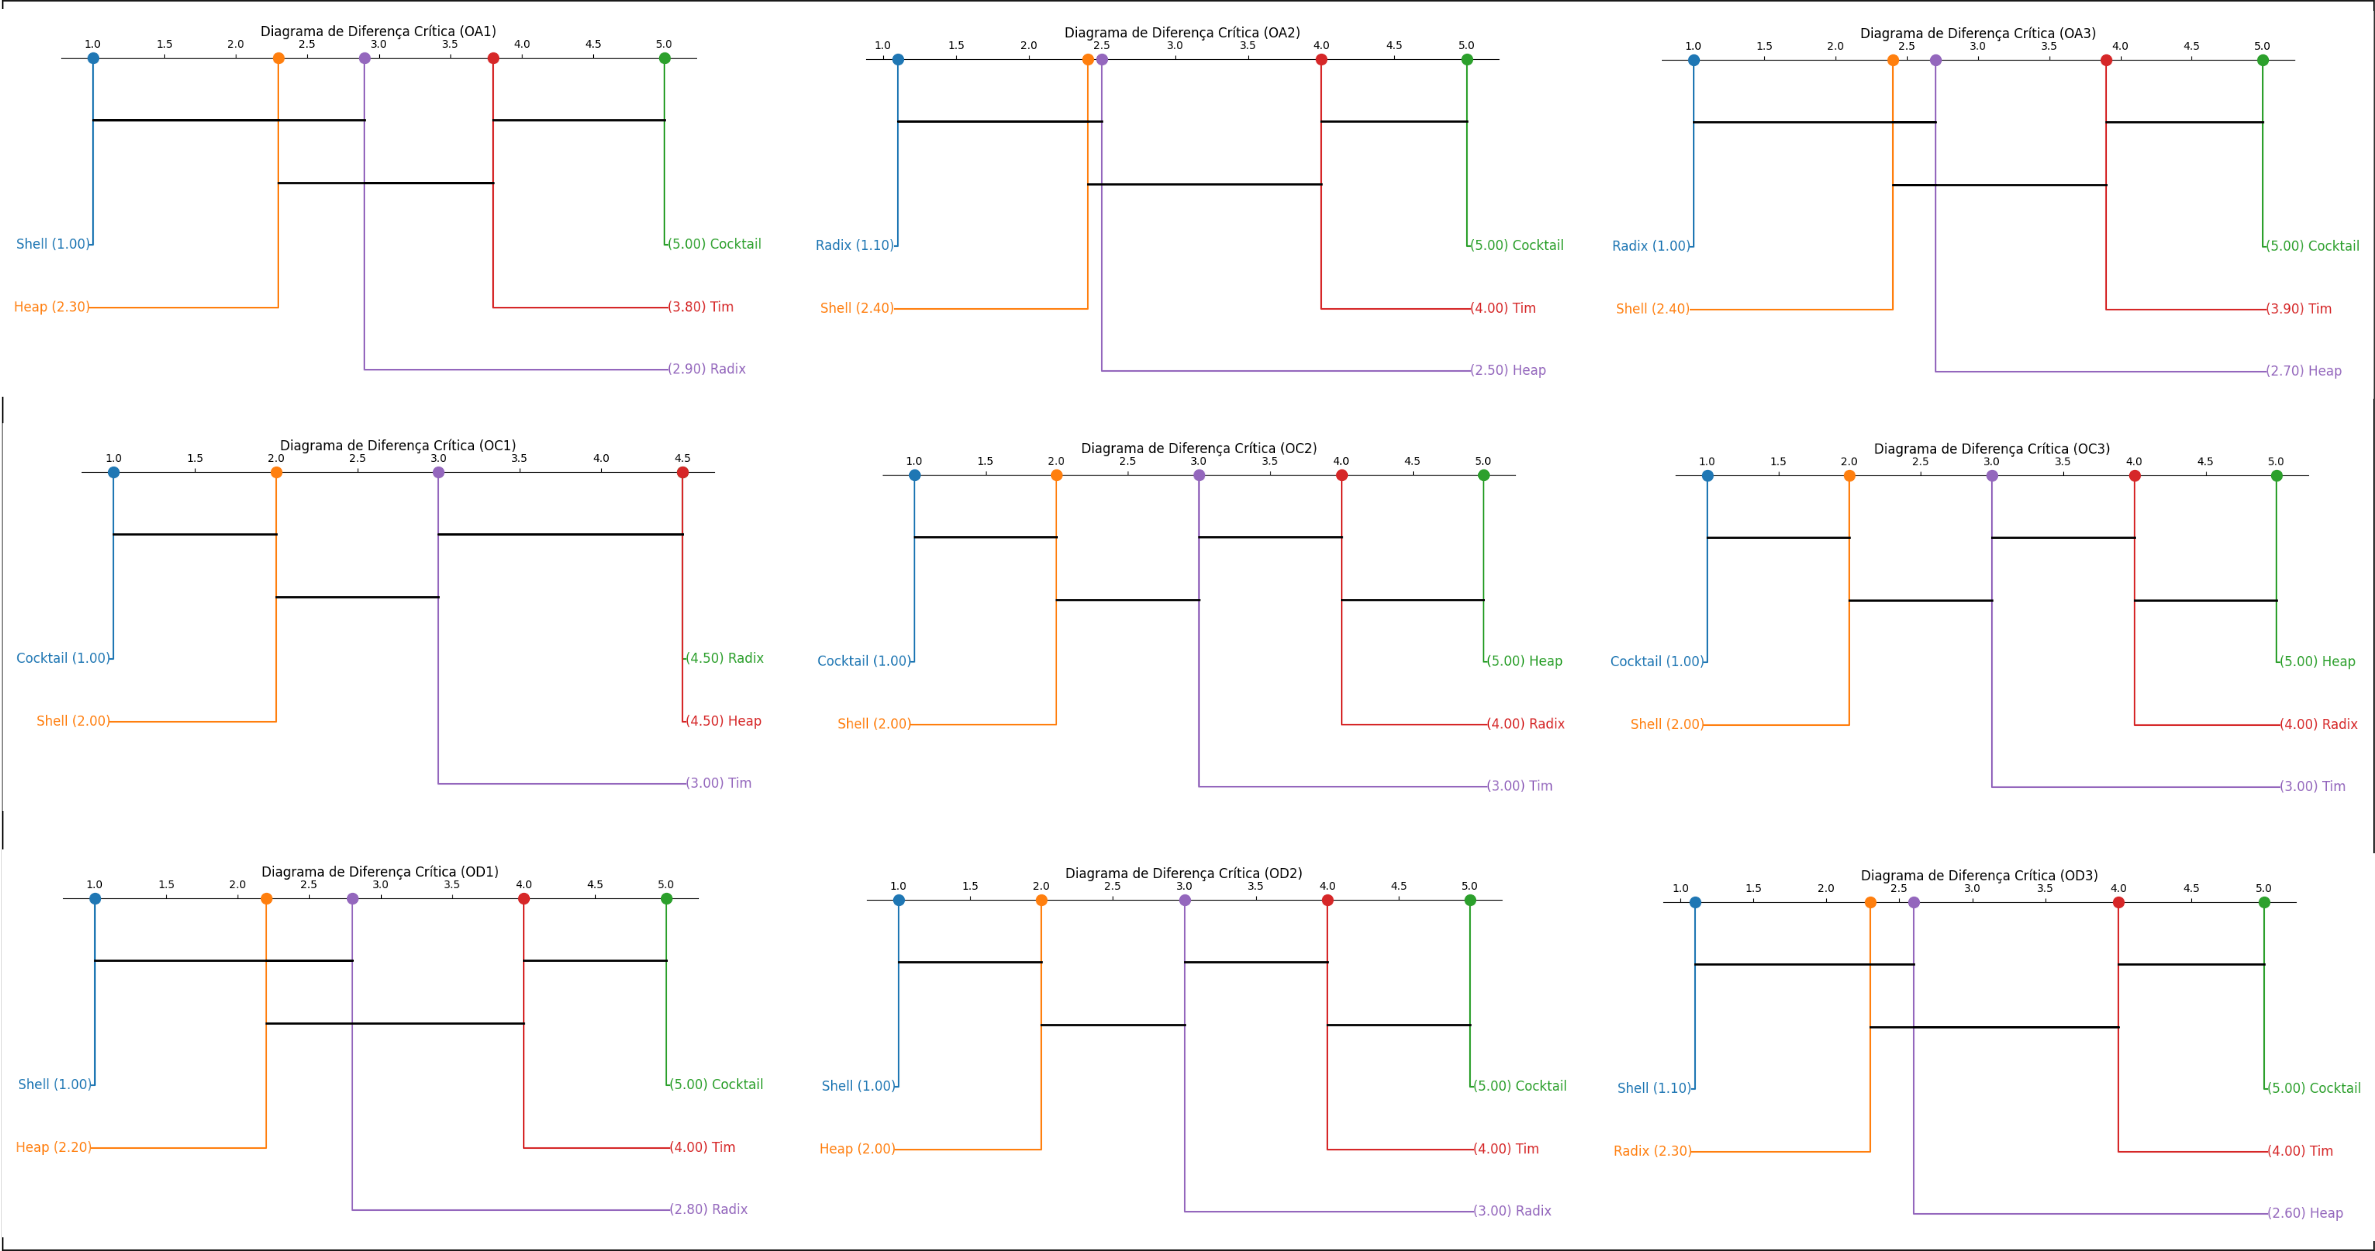 Diagrama de Diferença Crítica (OA1)
1.0 1.5 2.0 2.5 3.0 3.5 4.0 4.5 5.0
Shell (1.00)
(5.00) Cocktail
Heap (2.30)
(3.80) Tim
(2.90) Radix
Diagrama de Diferença Crítica (OA2)
1.0 1.5 2.0 2.5 3.0 3.5 4.0 4.5 5.0
Radix (1.10)
(5.00) Cocktail
Shell (2.40)
(4.00) Tim
(2.50) Heap
Diagrama de Diferença Crítica (OA3)
1.0 1.5 2.0 2.5 3.0 3.5 4.0 4.5 5.0
Radix (1.00)
(5.00) Cocktail
Shell (2.40)
(3.90) Tim
(2.70) Heap
Diagrama de Diferença Crítica (OC1)
1.0 1.5 2.0 2.5 3.0 3.5 4.0 4.5
Cocktail (1.00)
(4.50) Radix
Shell (2.00)
(4.50) Heap
(3.00) Tim
Diagrama de Diferença Crítica (OC2)
1.0 1.5 2.0 2.5 3.0 3.5 4.0 4.5 5.0
Cocktail (1.00)
(5.00) Heap
Shell (2.00)
(4.00) Radix
(3.00) Tim
Diagrama de Diferença Crítica (OC3)
1.0 1.5 2.0 2.5 3.0 3.5 4.0 4.5 5.0
Cocktail (1.00)
(5.00) Heap
Shell (2.00)
(4.00) Radix
(3.00) Tim
Diagrama de Diferença Crítica (OD1)
1.0 1.5 2.0 2.5 3.0 3.5 4.0 4.5 5.0
Shell (1.00)
(5.00) Cocktail
Heap (2.20)
(4.00) Tim
(2.80) Radix
Diagrama de Diferença Crítica (OD2)
1.0 1.5 2.0 2.5 3.0 3.5 4.0 4.5 5.0
Shell (1.00)
(5.00) Cocktail
Heap (2.00)
(4.00) Tim
(3.00) Radix
Diagrama de Diferença Crítica (OD3)
1.0 1.5 2.0 2.5 3.0 3.5 4.0 4.5 5.0
Shell (1.10)
(5.00) Cocktail
Radix (2.30)
(4.00) Tim
(2.60) Heap